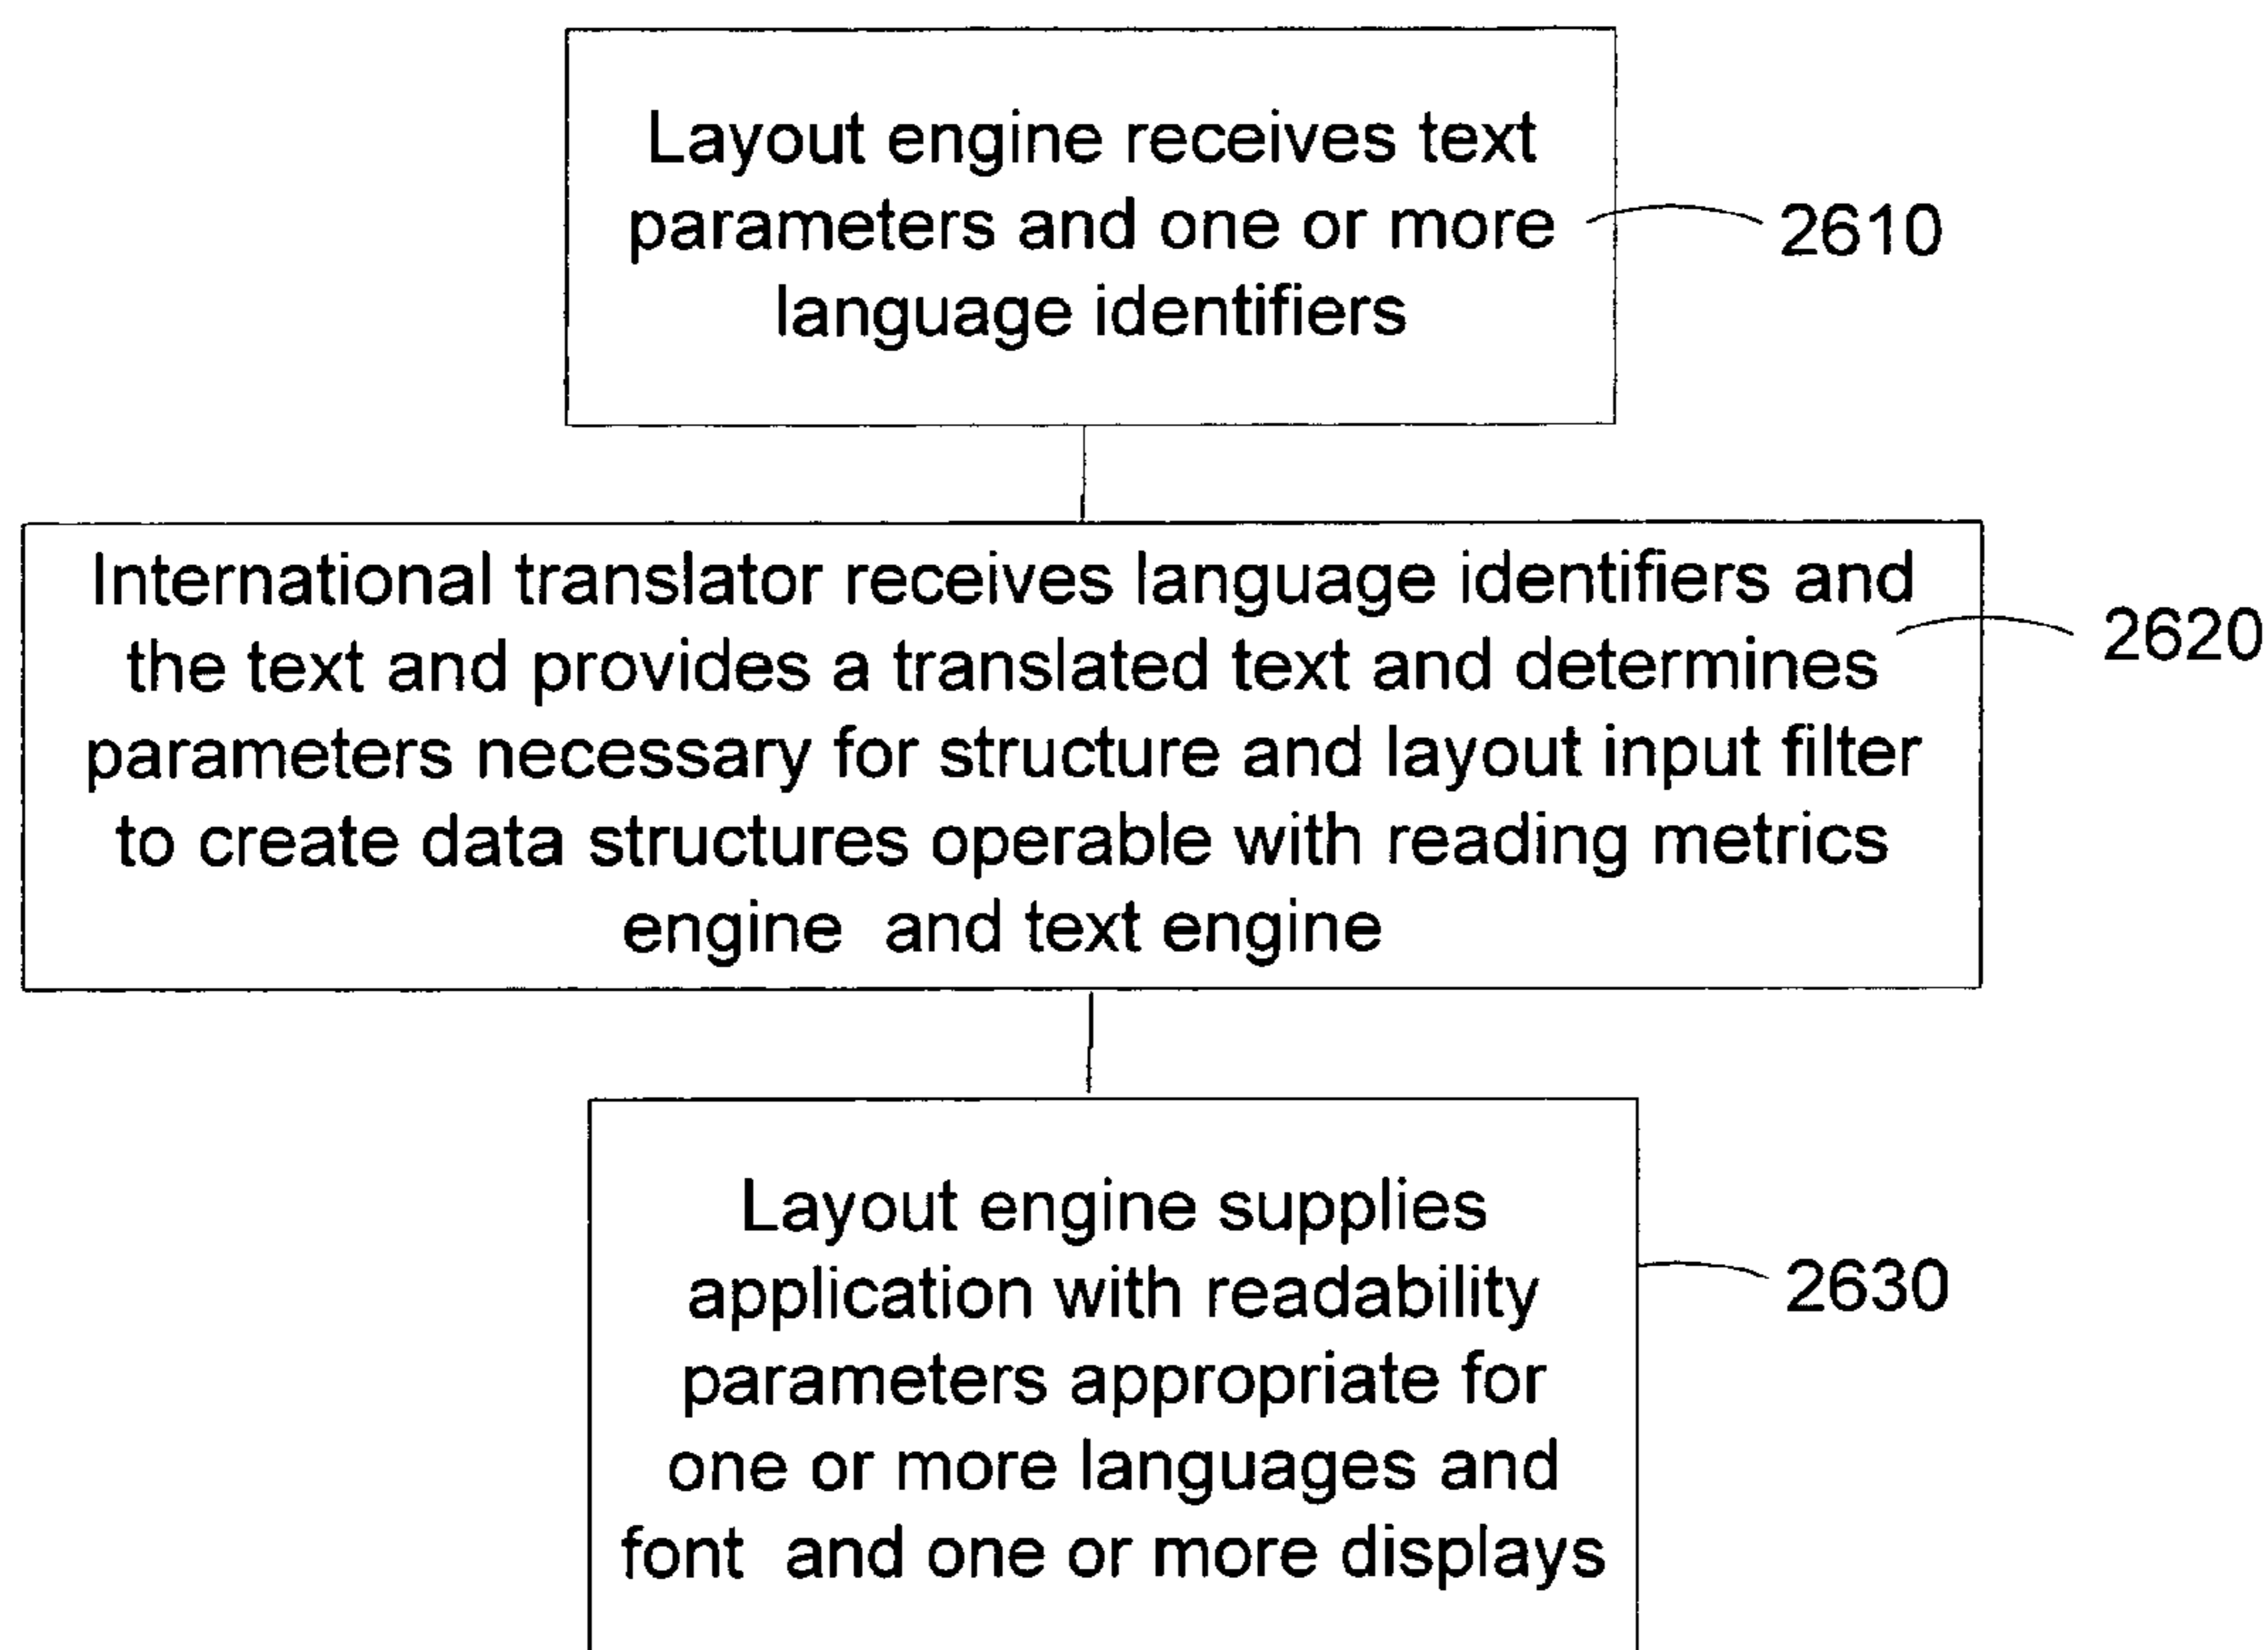 Layout engine receives text
parameters and one or more
language identifiers
2610
International translator receives language identifiers and
the text and provides a translated text and determines
parameters necessary for structure and layout input filter
to create data structures operable with reading metrics
engine and text engine
2620
Layout engine supplies
application with readability
parameters appropriate for
one or more languages and
font and one or more displays
2630